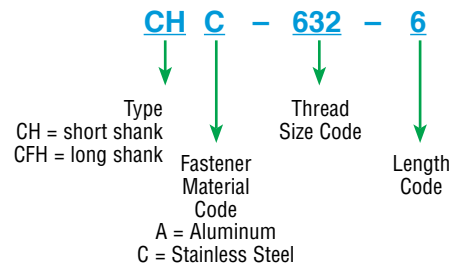 CH C – 632 – 6
Type
CH = short shank
CFH = long shank
Fastener
Material
Code
A = Aluminum
C = Stainless Steel
Thread
Size Code
Length
Code